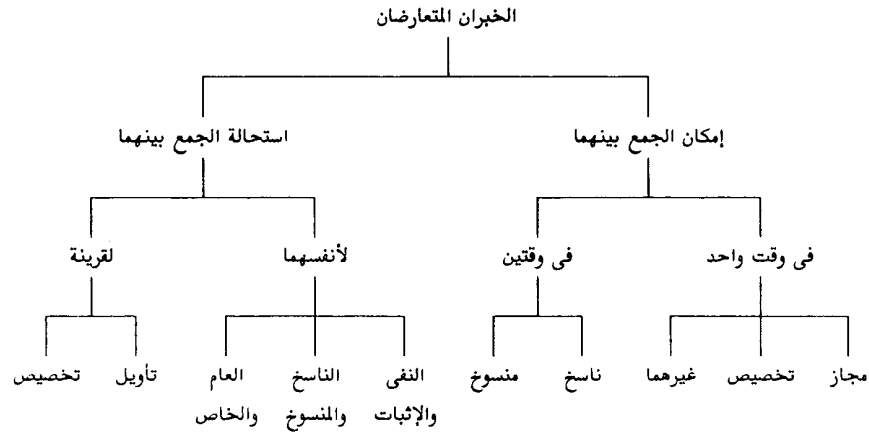 الخبران المتعارضان
إمكان الجمع بينهما
استحالة الجمع بينهما
فى وقت واحد
فى وقتين
لأنفسهما
لقرينة
مجاز
تخصيص
غيرهما
ناسخ
منسوخ
النفى
والإثبات
الناسخ
والمنسوخ
العام
والخاص
تأويل
تخصيص